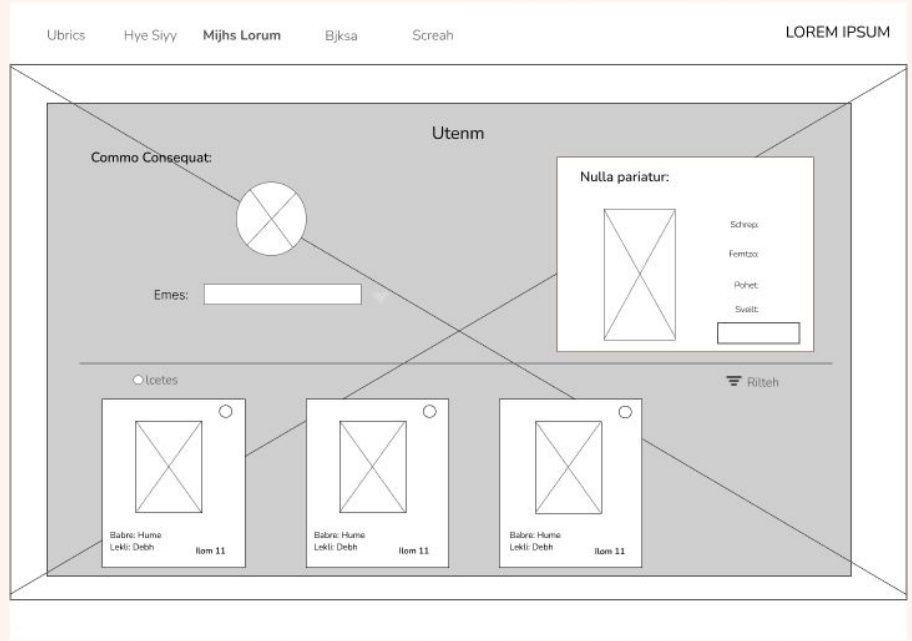 Ubrics
Hye Siyy
Mijhs Lorum
Bjksa
Screah
LOREM IPSUM
Utenm
Commo Consequat:
Emes:
Nulla pariatur:
Schrep:
Femtzo:
Pohet:
Sveilt:
Icetes
Rilteh
Babre: Hume
Lekli: Debh
Ilom 11
Babre: Hume
Lekli: Debh
Ilom 11
Babre: Hume
Lekli: Debh
Ilom 11